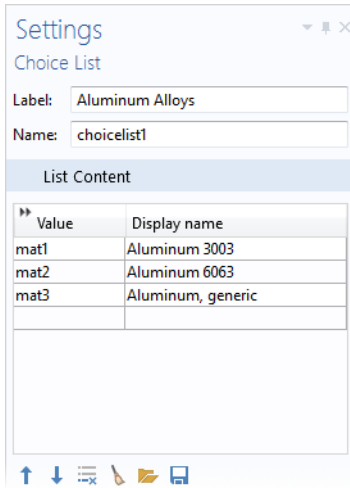 Settings
Choice List
Label: Aluminum Alloys
Name: choicelist1
List Content
Value Display name
mat1 Aluminum 3003
mat2 Aluminum 6063
mat3 Aluminum, generic